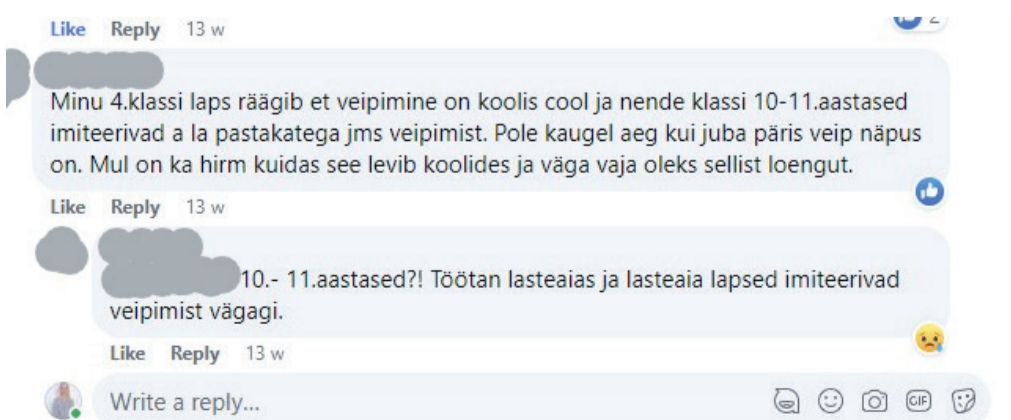 Like Reply 13 w
2
Minu 4.klassi laps räägib et veipimine on koolis cool ja nende klassi 10-11.aastased
imiteerivad a la pastakatega jms veipimist. Pole kaugel aeg kui juba päris veip näpus
on. Mul on ka hirm kuidas see levib koolides ja väga vaja oleks sellist loengut.
Like Reply 13 w
10.- 11.aastased?! Töötan lasteaias ja lasteaia lapsed imiteerivad
veipimist vägagi.
Like Reply 13 w
Write a reply...
GIF